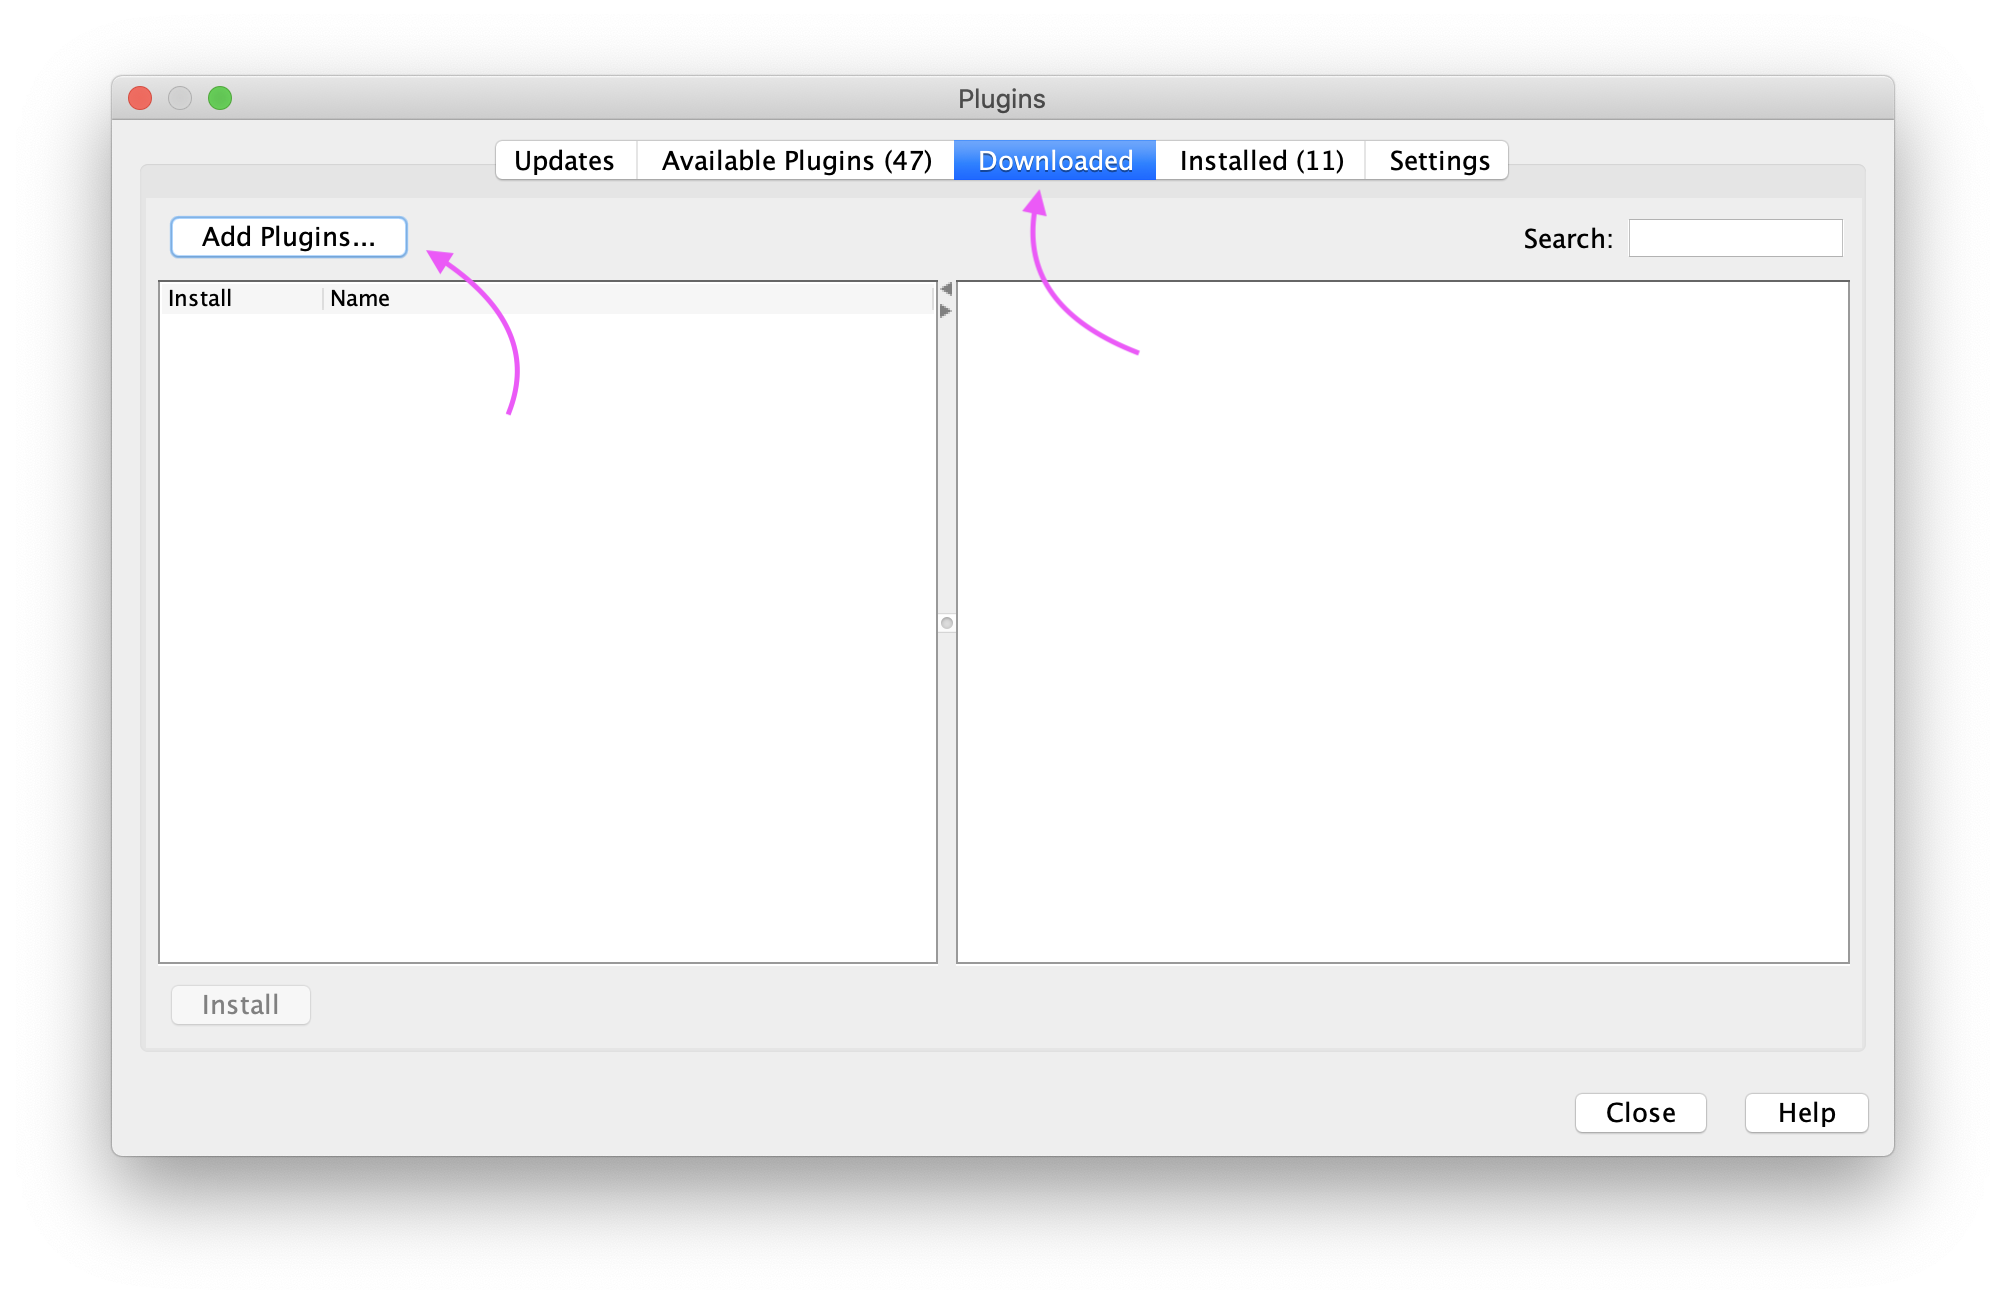 Plugins
Updates Available Plugins (47) Downloaded Installed (11) Settings
Add Plugins... Search:
Install Name
Install
Close Help